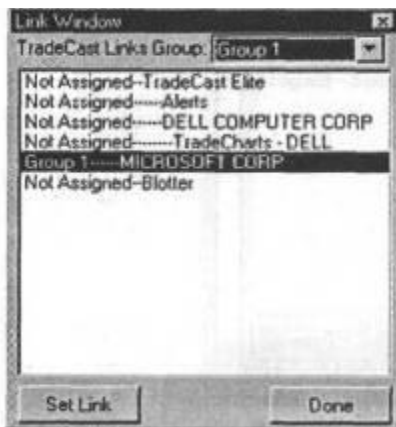 Link Window
TradeCast Links Group: Group 1
Not Assigned--TradeCast Elite
Not Assigned------Alerts
Not Assigned------DELL COMPUTER CORP
Not Assigned---------TradeCharts - DELL
Group 1------MICROSOFT CORP
Not Assigned--Blotter
Set Link Done